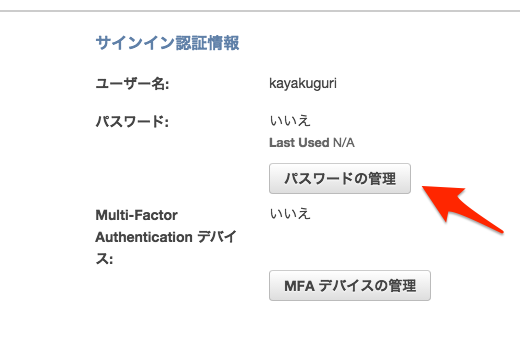 サインイン認証情報
ユーザー名: kayakuguri
パスワード: いいえ
Last Used N/A
パスワードの管理
Multi-Factor いいえ
Authentication デバイ
ス:
MFA デバイスの管理